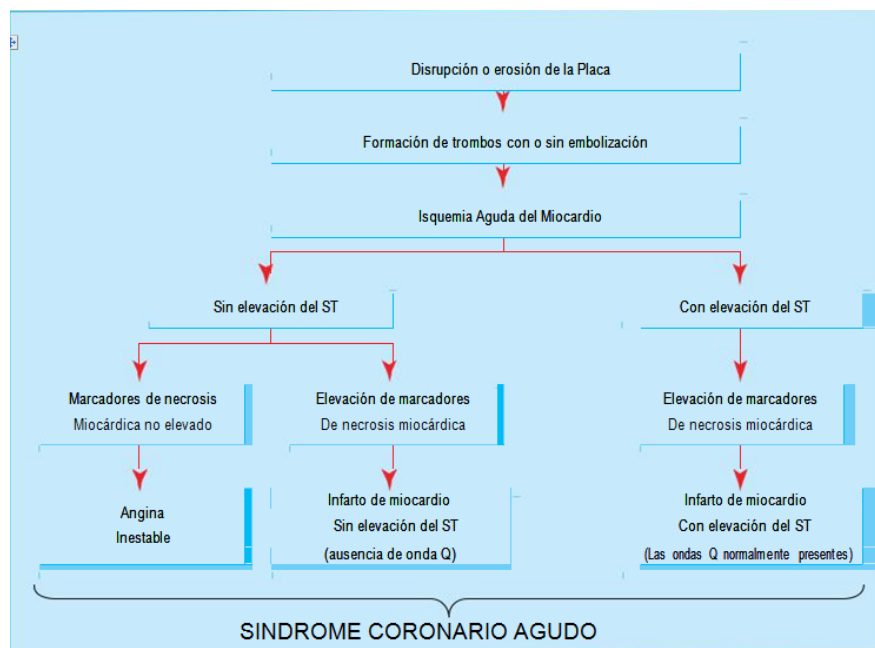 Disrupción o erosión de la Placa
Formación de trombos con o sin embolización
Isquemia Aguda del Miocardio
Sin elevación del ST
Con elevación del ST
Marcadores de necrosis
Miocárdica no elevado
Elevación de marcadores
De necrosis miocárdica
Elevación de marcadores
De necrosis miocárdica
Angina
Inestable
Infarto de miocardio
Sin elevación del ST
(ausencia de onda Q)
Infarto de miocardio
Con elevación del ST
(Las ondas Q normalmente presentes)
SINDROME CORONARIO AGUDO